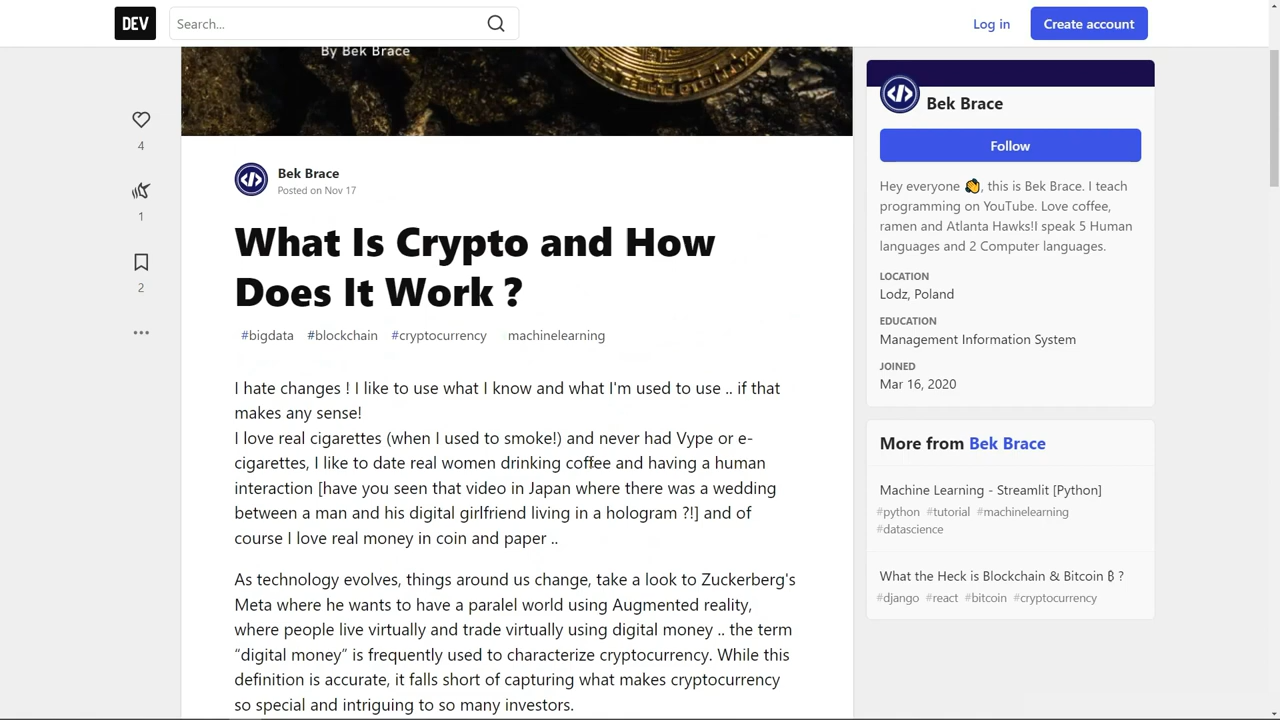 DEV
Search...
Log in
Create account
By Bek Brace
4
1
2
Bek Brace
Posted on Nov 17
What Is Crypto and How
Does It Work ?
#bigdata #blockchain #cryptocurrency machinelearning
I hate changes ! I like to use what I know and what I'm used to use .. if that
makes any sense!
I love real cigarettes (when I used to smoke!) and never had Vype or e-
cigarettes, I like to date real women drinking coffee and having a human
interaction [have you seen that video in Japan where there was a wedding
between a man and his digital girlfriend living in a hologram ?!] and of
course I love real money in coin and paper ..
As technology evolves, things around us change, take a look to Zuckerberg's
Meta where he wants to have a paralel world using Augmented reality,
where people live virtually and trade virtually using digital money .. the term
“digital money” is frequently used to characterize cryptocurrency. While this
definition is accurate, it falls short of capturing what makes cryptocurrency
so special and intriguing to so many investors.
Bek Brace
Follow
Hey everyone 👋, this is Bek Brace. I teach
programming on YouTube. Love coffee,
ramen and Atlanta Hawks!I speak 5 Human
languages and 2 Computer languages.
LOCATION
Lodz, Poland
EDUCATION
Management Information System
JOINED
Mar 16, 2020
More from Bek Brace
Machine Learning - Streamlit [Python]
#python #tutorial #machinelearning
#datascience
What the Heck is Blockchain & Bitcoin ₿ ?
#django #react #bitcoin #cryptocurrency